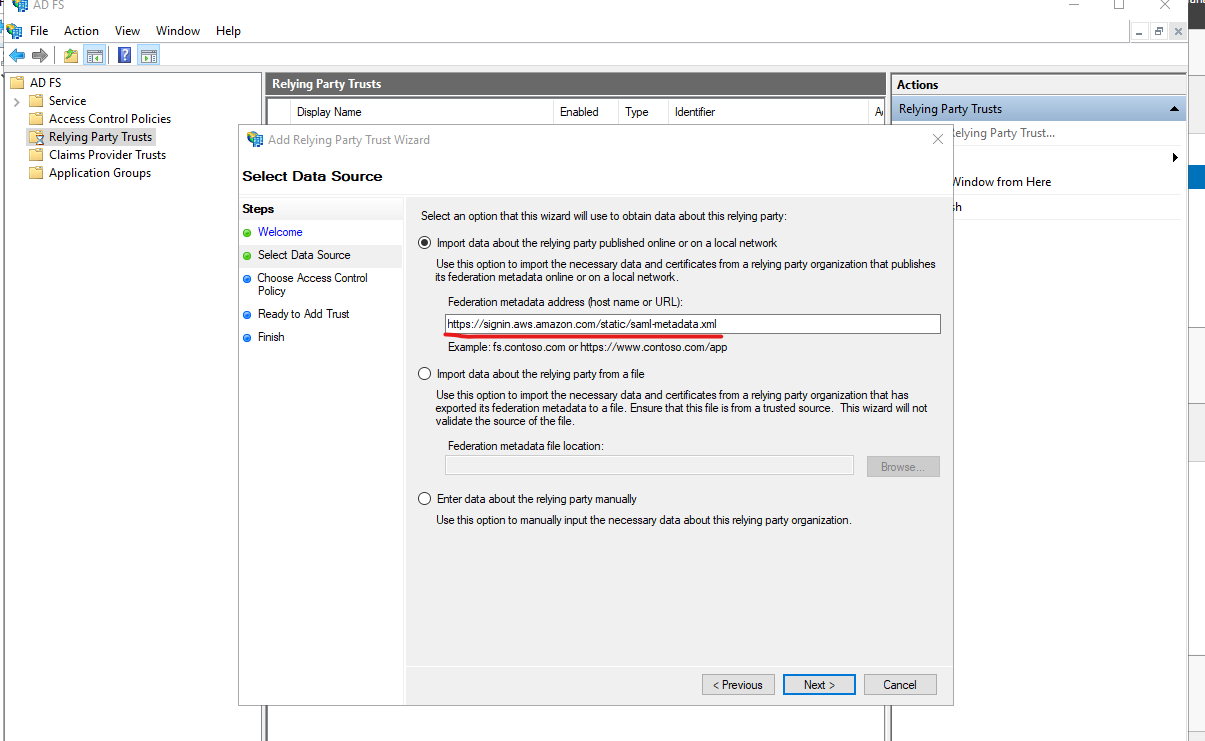 AD FS
File Action View Window Help
AD FS
Service
Access Control Policies
Relying Party Trusts
Claims Provider Trusts
Application Groups
Relying Party Trusts
Display Name Enabled Type Identifier
Actions
Relying Party Trusts
elying Party Trust...
Window from Here
sh
Add Relying Party Trust Wizard
Select Data Source
Steps
Welcome
Select Data Source
Choose Access Control
Policy
Ready to Add Trust
Finish
Select an option that this wizard will use to obtain data about this relying party:
Import data about the relying party published online or on a local network
Use this option to import the necessary data and certificates from a relying party organization that publishes
its federation metadata online or on a local network.
Federation metadata address (host name or URL):
https://signin.aws.amazon.com/static/saml-metadata.xml
Example: fs.contoso.com or https://www.contoso.com/app
Import data about the relying party from a file
Use this option to import the necessary data and certificates from a relying party organization that has
exported its federation metadata to a file. Ensure that this file is from a trusted source.  This wizard will not
validate the source of the file.
Federation metadata file location:
Browse...
Enter data about the relying party manually
Use this option to manually input the necessary data about this relying party organization.
< Previous Next > Cancel